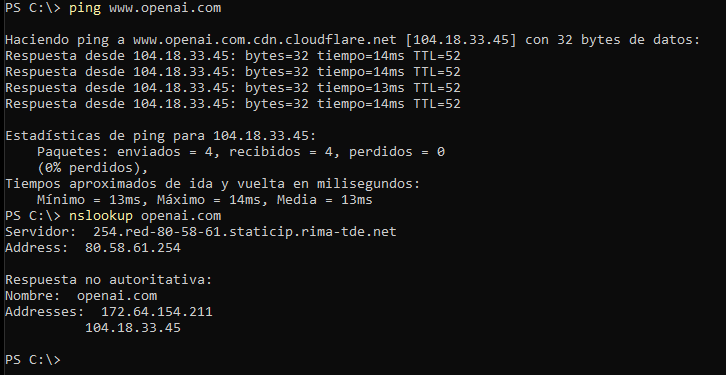 PS C:\> ping www.openai.com
Haciendo ping a www.openai.com.cdn.cloudflare.net [104.18.33.45] con 32 bytes de datos:
Respuesta desde 104.18.33.45: bytes=32 tiempo=14ms TTL=52
Respuesta desde 104.18.33.45: bytes=32 tiempo=14ms TTL=52
Respuesta desde 104.18.33.45: bytes=32 tiempo=13ms TTL=52
Respuesta desde 104.18.33.45: bytes=32 tiempo=14ms TTL=52
Estadísticas de ping para 104.18.33.45:
    Paquetes: enviados = 4, recibidos = 4, perdidos = 0
    (0% perdidos),
Tiempos aproximados de ida y vuelta en milisegundos:
    Mínimo = 13ms, Máximo = 14ms, Media = 13ms
PS C:\> nslookup openai.com
Servidor:  254.red-80-58-61.staticip.rima-tde.net
Address:  80.58.61.254
Respuesta no autoritativa:
Nombre:  openai.com
Addresses:  172.64.154.211
          104.18.33.45
PS C:\>